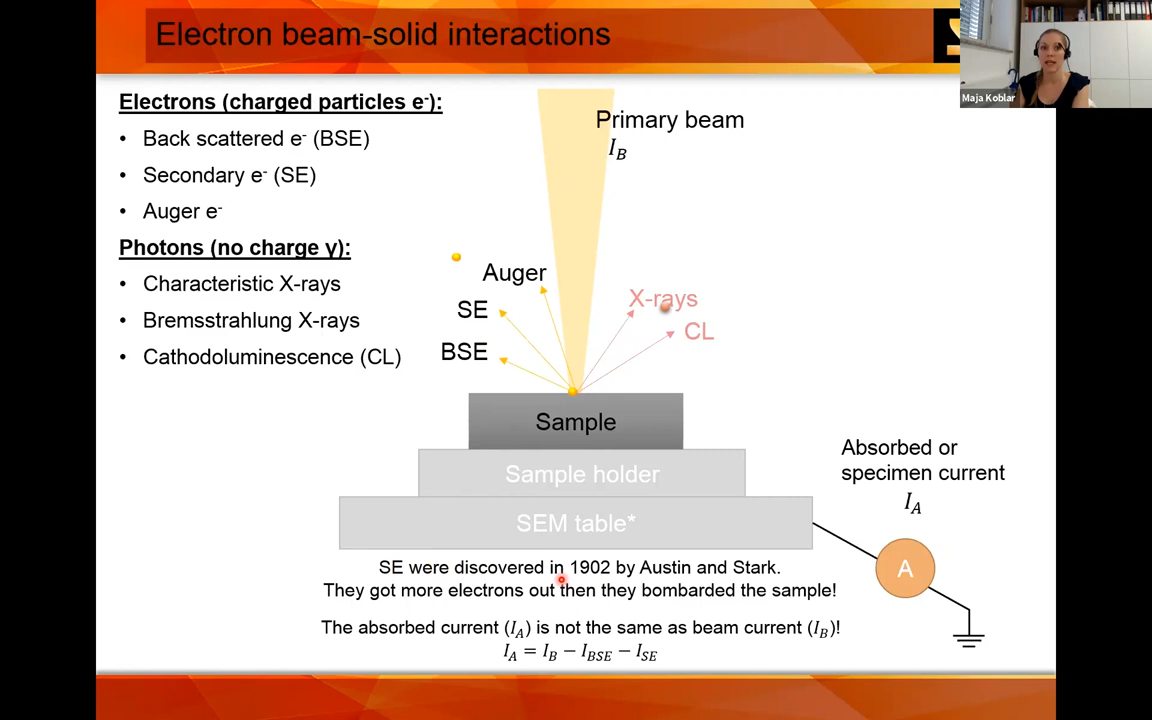 Electron beam-solid interactions
Maja Koblar
Electrons (charged particles e⁻):
• Back scattered e⁻ (BSE)
• Secondary e⁻ (SE)
• Auger e⁻
Photons (no charge γ):
• Characteristic X-rays
• Bremsstrahlung X-rays
• Cathodoluminescence (CL)
Primary beam
I_B
Auger
SE
BSE
X-rays
CL
Sample
Sample holder
SEM table*
Absorbed or
specimen current
I_A
A
SE were discovered in 1902 by Austin and Stark.
They got more electrons out then they bombarded the sample!
The absorbed current (I_A) is not the same as beam current (I_B)!
I_A = I_B − I_BSE − I_SE